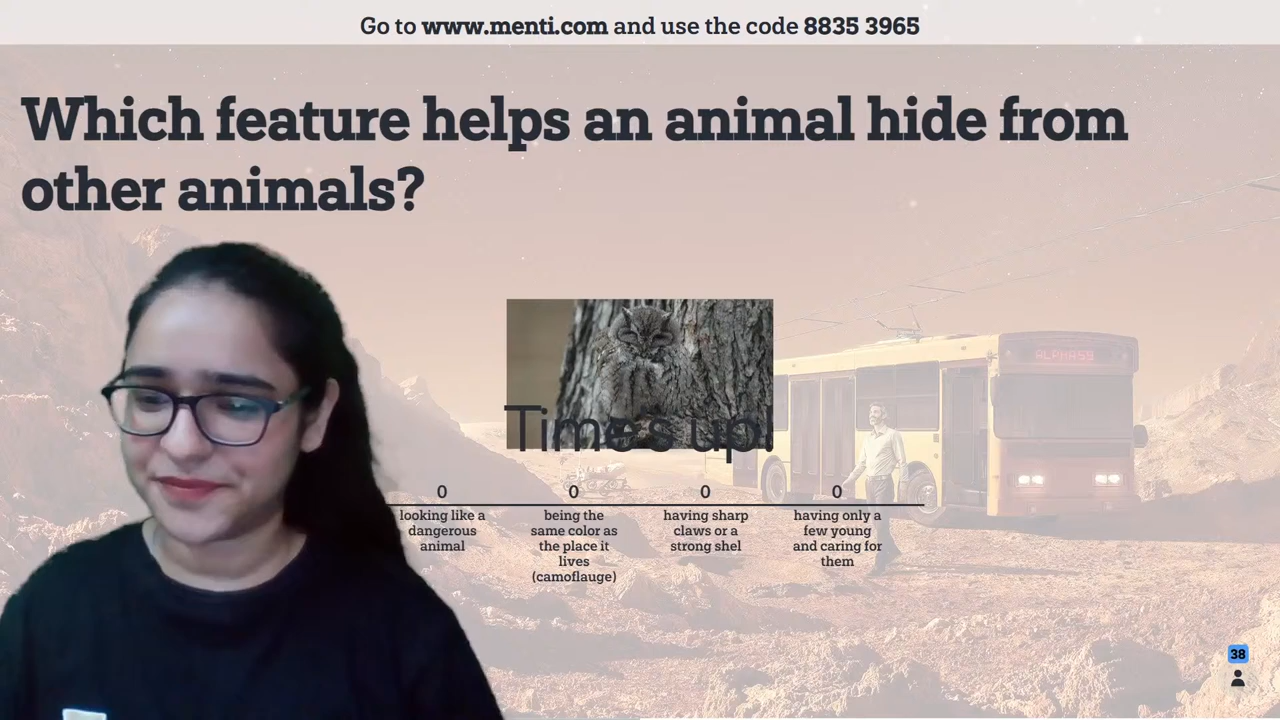 Go to www.menti.com and use the code 8835 3965
Which feature helps an animal hide from
other animals?
ALPHA55
Time's up!
0
0
0
0
looking like a
dangerous
animal
being the
same color as
the place it
lives
(camoflauge)
having sharp
claws or a
strong shel
having only a
few young
and caring for
them
38